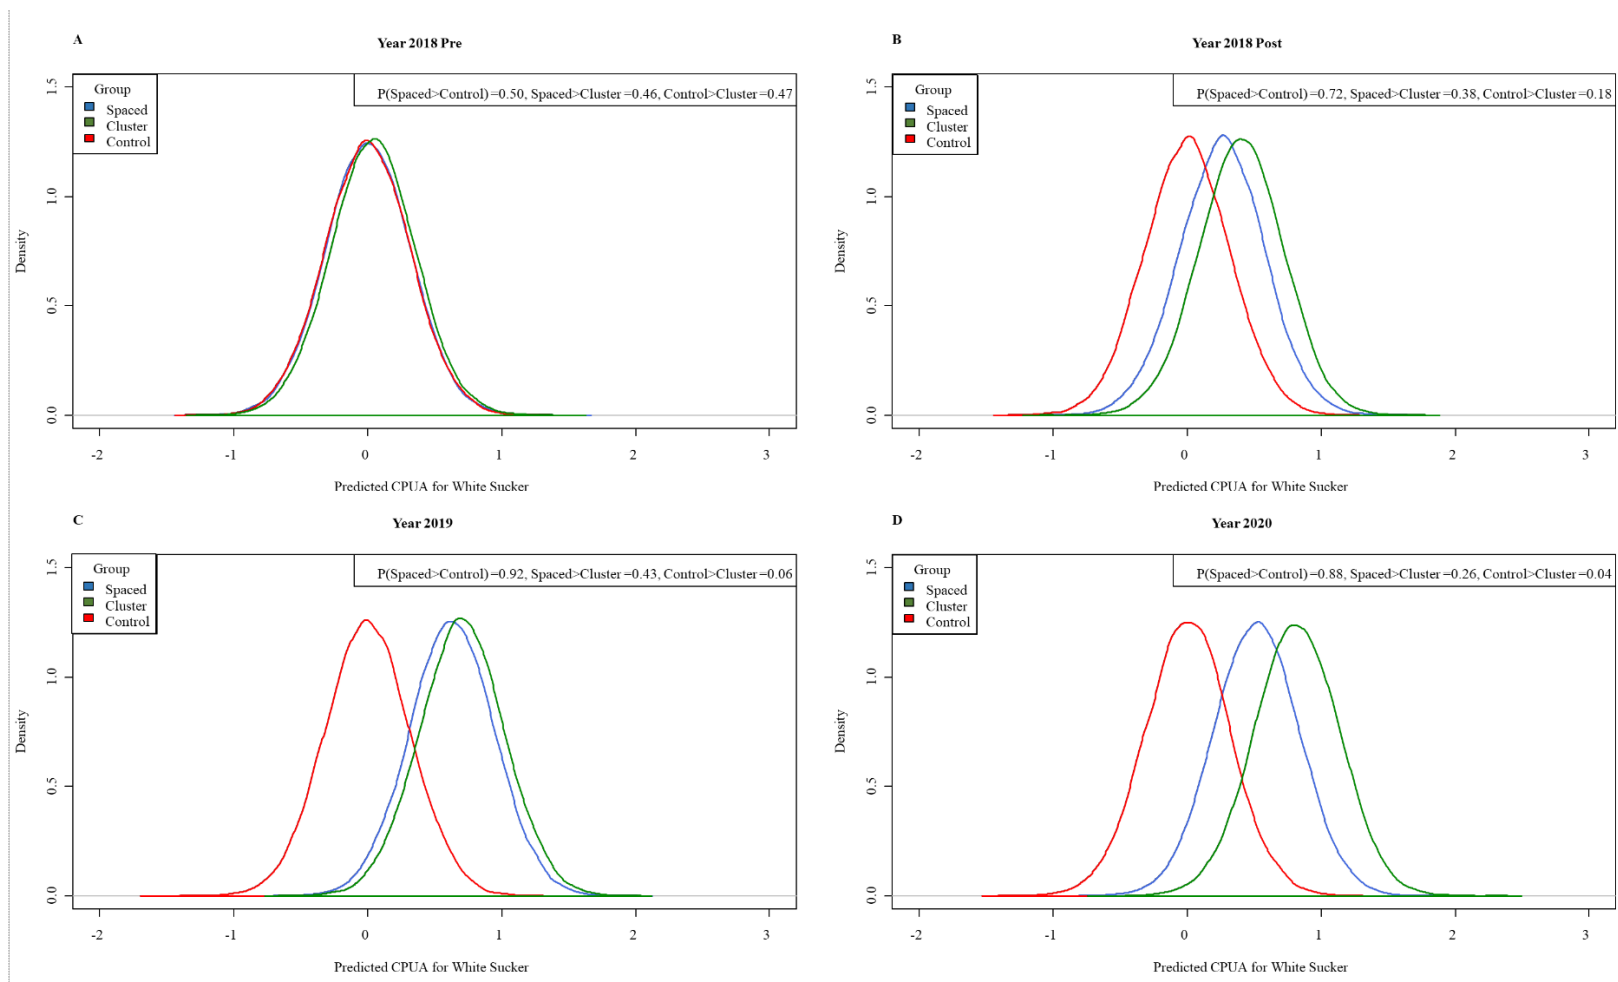 A
Year 2018 Pre
Group
Spaced
Cluster
Control
P(Spaced>Control)=0.50, Spaced>Cluster=0.46, Control>Cluster=0.47
1.5
1.0
0.5
0.0
Density
-2 -1 0 1 2 3
Predicted CPUA for White Sucker
B
Year 2018 Post
Group
Spaced
Cluster
Control
P(Spaced>Control)=0.72, Spaced>Cluster=0.38, Control>Cluster=0.18
1.5
1.0
0.5
0.0
Density
-2 -1 0 1 2 3
Predicted CPUA for White Sucker
C
Year 2019
Group
Spaced
Cluster
Control
P(Spaced>Control)=0.92, Spaced>Cluster=0.43, Control>Cluster=0.06
1.5
1.0
0.5
0.0
Density
-2 -1 0 1 2 3
Predicted CPUA for White Sucker
D
Year 2020
Group
Spaced
Cluster
Control
P(Spaced>Control)=0.88, Spaced>Cluster=0.26, Control>Cluster=0.04
1.5
1.0
0.5
0.0
Density
-2 -1 0 1 2 3
Predicted CPUA for White Sucker